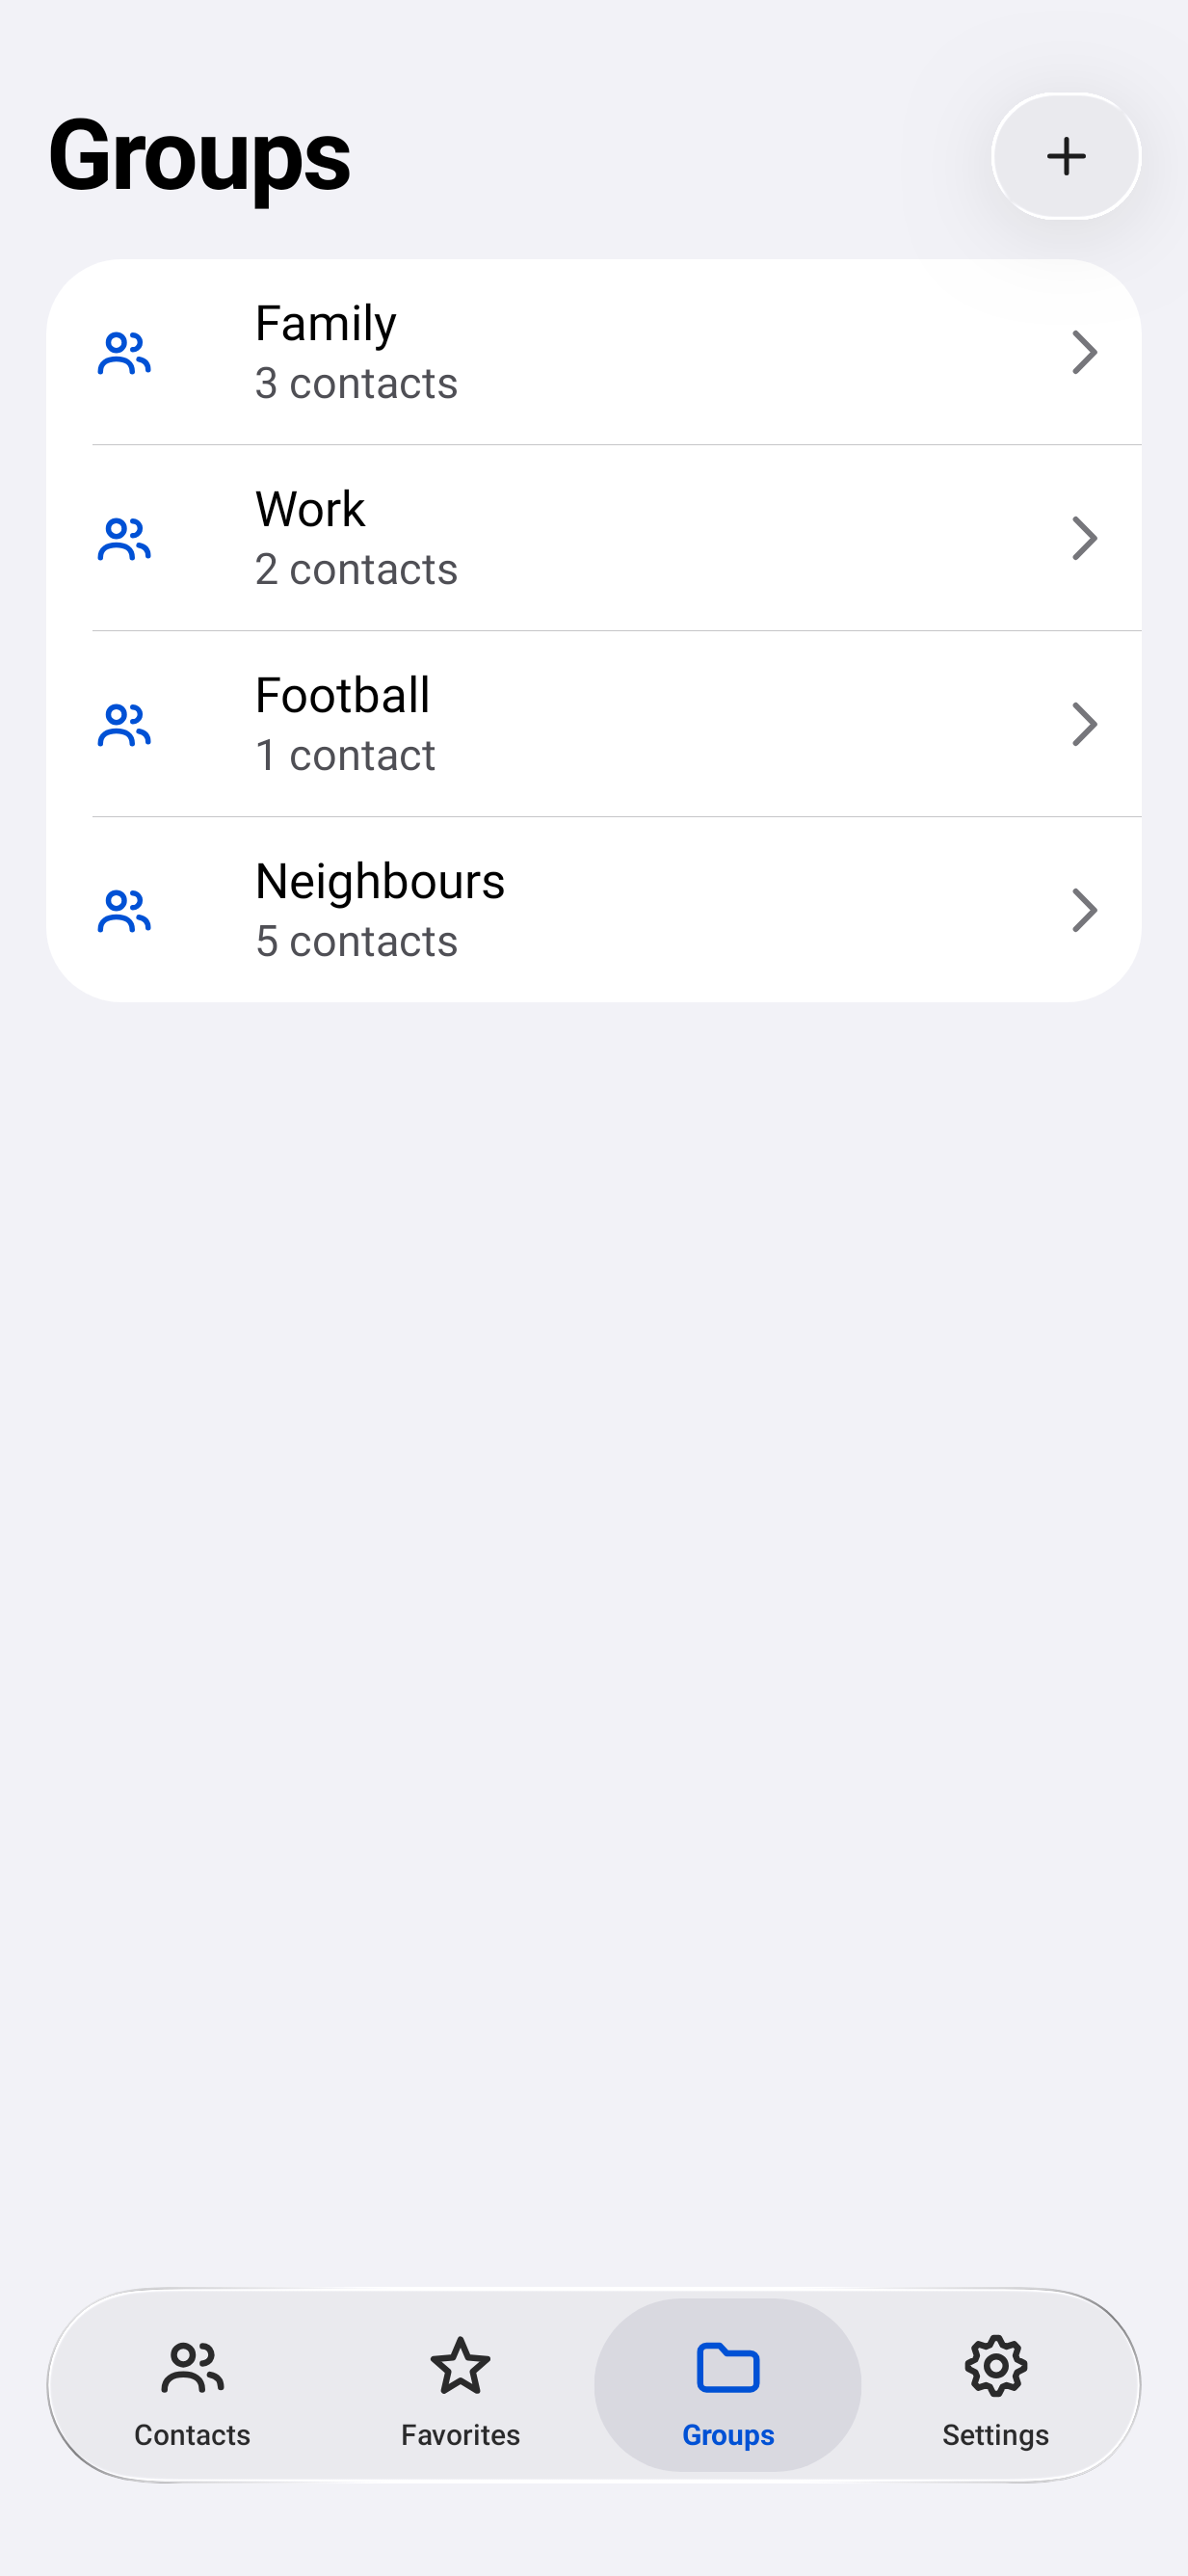 Groups
Family
3 contacts
Work
2 contacts
Football
1 contact
Neighbours
5 contacts
Contacts
Favorites
Groups
Settings